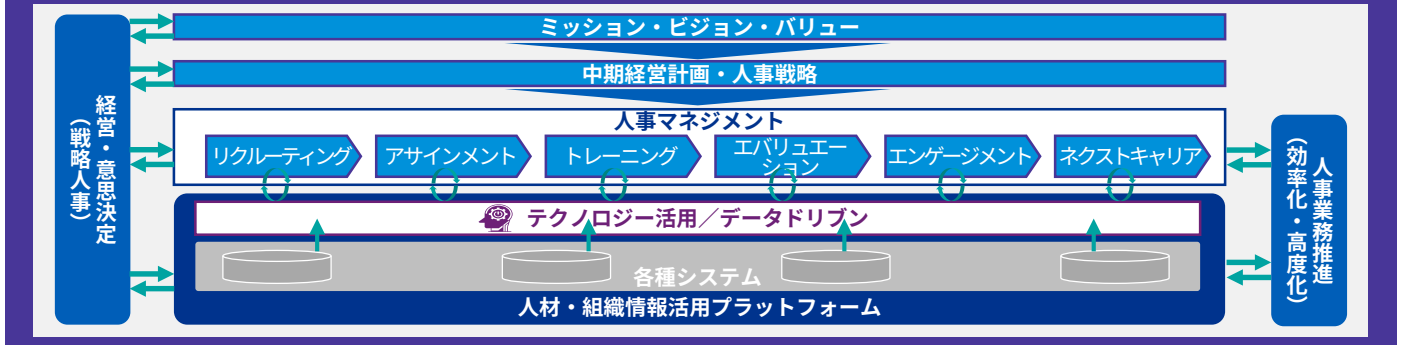 ミッション・ビジョン・バリュー
中期経営計画・人事戦略
経営・意思決定
（戦略人事）
人事マネジメント
リクルーティング
アサインメント
トレーニング
エバリュエー
ション
エンゲージメント
ネクストキャリア
テクノロジー活用／データドリブン
各種システム
人材・組織情報活用プラットフォーム
人事業務推進
（効率化・高度化）